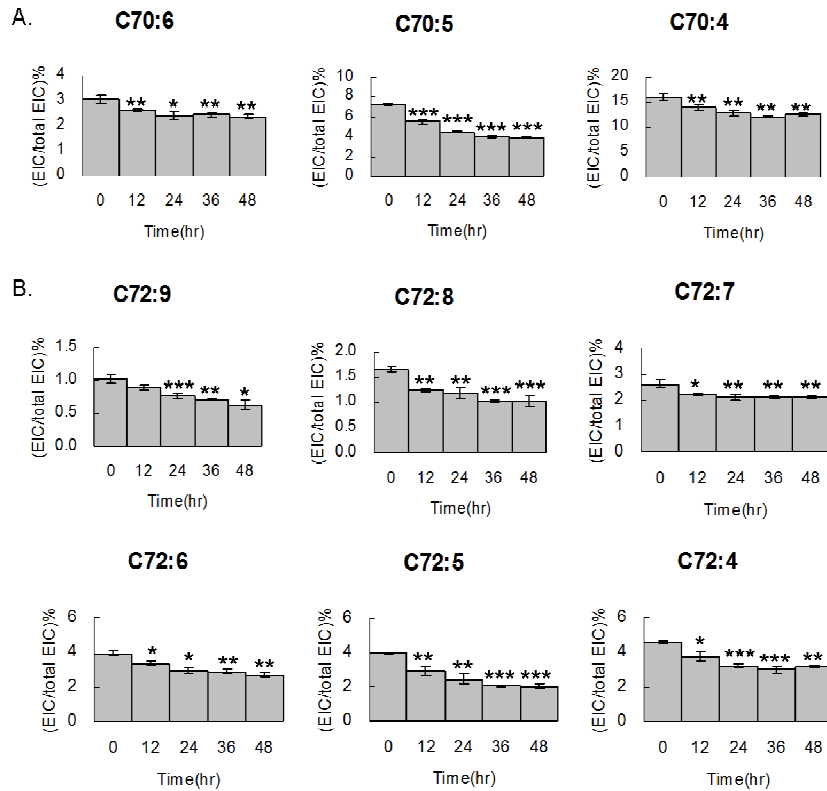 A.
C70:6
C70:5
C70:4
(EIC/total EIC)%
4
3
2
1
0
** * ** **
0 12 24 36 48
Time(hr)
(EIC/total EIC)%
10
8
6
4
2
0
*** *** *** ***
0 12 24 36 48
Time(hr)
(EIC/total EIC)%
20
15
10
5
0
** ** ** **
0 12 24 36 48
Time(hr)
B.
C72:9
C72:8
C72:7
(EIC/total EIC)%
1.5
1.0
0.5
0.0
*** ** *
0 12 24 36 48
Time(hr)
(EIC/total EIC)%
2.0
1.5
1.0
0.5
0.0
** ** *** ***
0 12 24 36 48
Time(hr)
(EIC/total EIC)%
4
3
2
1
0
* ** ** **
0 12 24 36 48
Time(hr)
C72:6
C72:5
C72:4
(EIC/total EIC)%
6
4
2
0
* * ** **
0 12 24 36 48
Time(hr)
(EIC/total EIC)%
6
4
2
0
** ** *** ***
0 12 24 36 48
Time(hr)
(EIC/total EIC)%
6
4
2
0
* *** *** **
0 12 24 36 48
Time(hr)